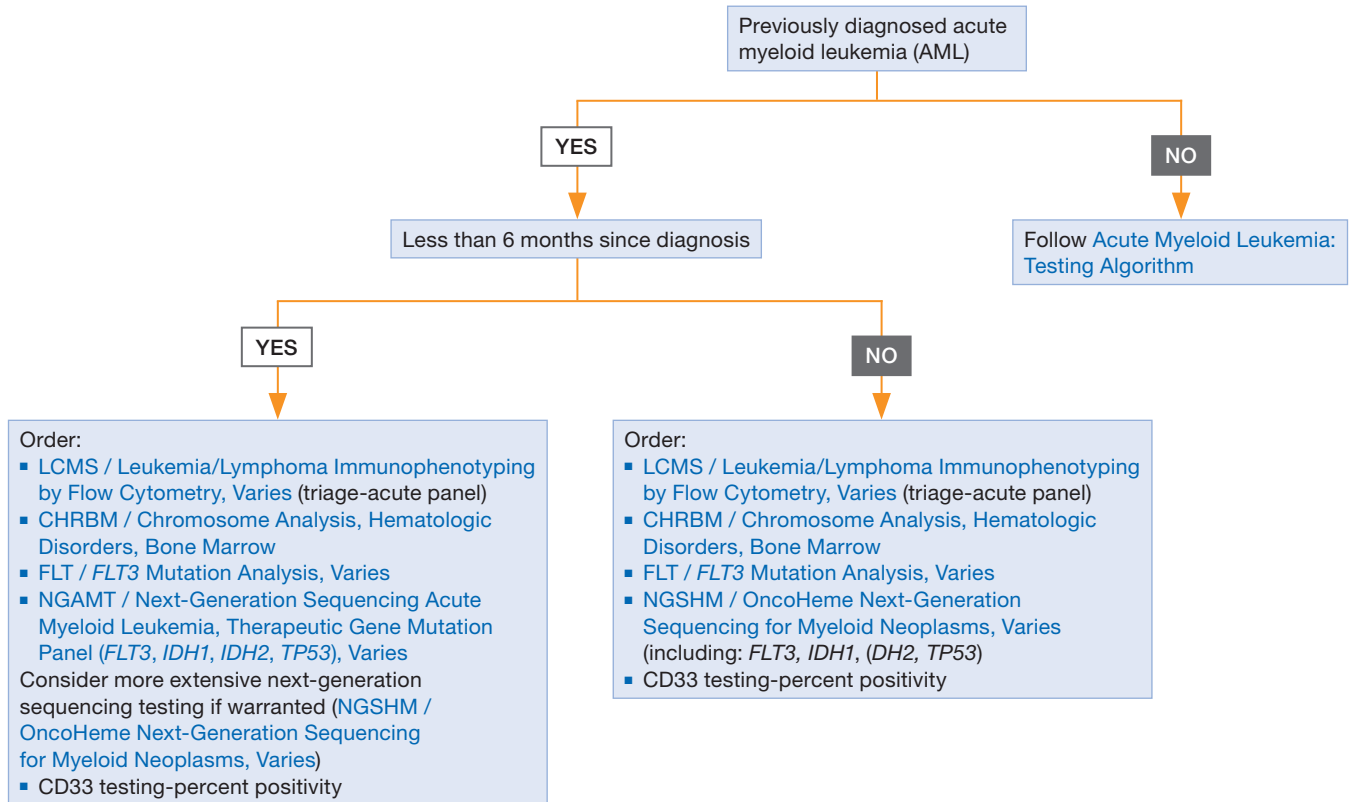 Previously diagnosed acute
myeloid leukemia (AML)
YES
NO
Less than 6 months since diagnosis
Follow Acute Myeloid Leukemia:
Testing Algorithm
YES
NO
Order:
▪ LCMS / Leukemia/Lymphoma Immunophenotyping
by Flow Cytometry, Varies (triage-acute panel)
▪ CHRBM / Chromosome Analysis, Hematologic
Disorders, Bone Marrow
▪ FLT / FLT3 Mutation Analysis, Varies
▪ NGAMT / Next-Generation Sequencing Acute
Myeloid Leukemia, Therapeutic Gene Mutation
Panel (FLT3, IDH1, IDH2, TP53), Varies
Consider more extensive next-generation
sequencing testing if warranted (NGSHM /
OncoHeme Next-Generation Sequencing
for Myeloid Neoplasms, Varies)
▪ CD33 testing-percent positivity
Order:
▪ LCMS / Leukemia/Lymphoma Immunophenotyping
by Flow Cytometry, Varies (triage-acute panel)
▪ CHRBM / Chromosome Analysis, Hematologic
Disorders, Bone Marrow
▪ FLT / FLT3 Mutation Analysis, Varies
▪ NGSHM / OncoHeme Next-Generation
Sequencing for Myeloid Neoplasms, Varies
(including: FLT3, IDH1, (DH2, TP53)
▪ CD33 testing-percent positivity